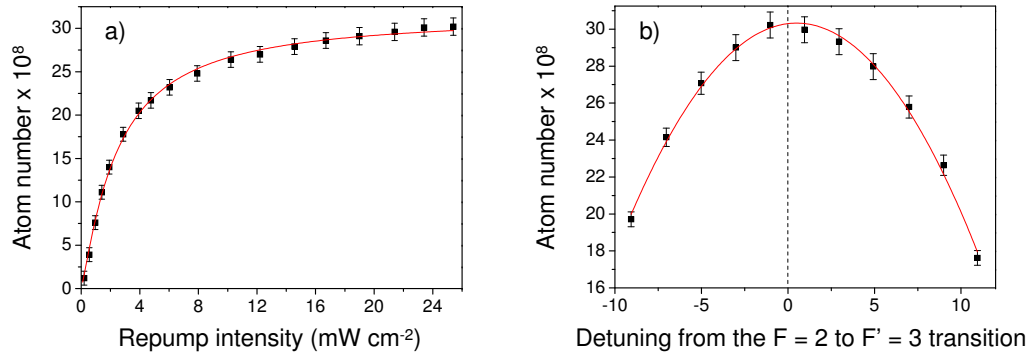 a)
Atom number x 10⁸
30
25
20
15
10
5
0
0 4 8 12 16 20 24
Repump intensity (mW cm⁻²)
b)
Atom number x 10⁸
32
30
28
26
24
22
20
18
16
-10 -5 0 5 10
Detuning from the F = 2 to F' = 3 transition